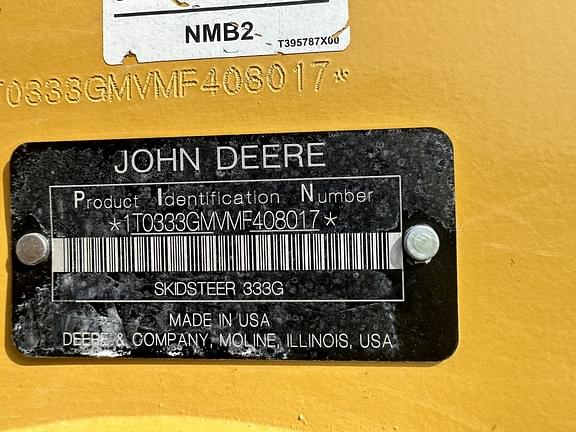 NMB2
T395787X00
T0333GMVMF408017*
JOHN DEERE
Product Identification Number
*1T0333GMVMF408017*
SKIDSTEER 333G
MADE IN USA
DEERE & COMPANY, MOLINE, ILLINOIS, USA